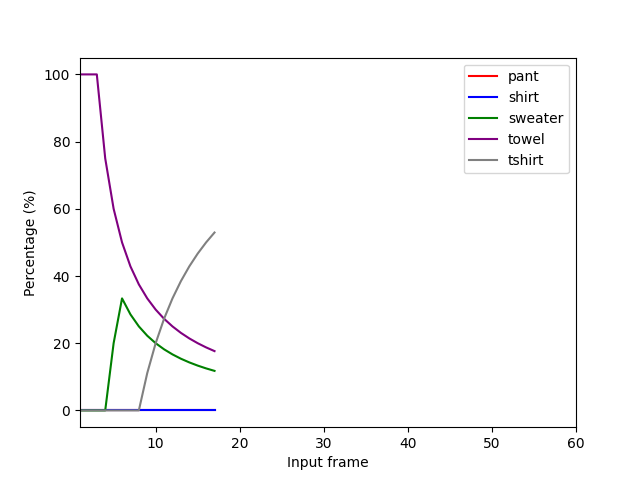 100
80
60
40
20
0
Percentage (%)
10 20 30 40 50 60
Input frame
pant
shirt
sweater
towel
tshirt